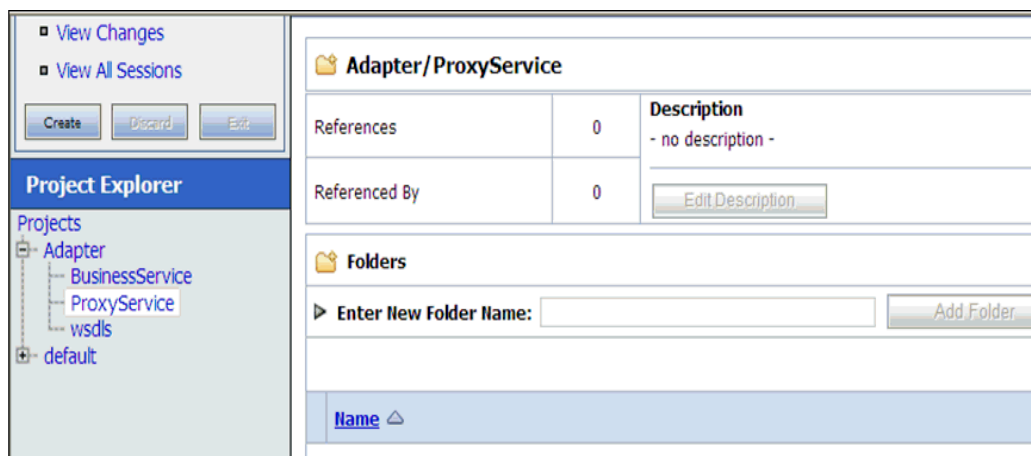 View Changes
View All Sessions
Create Discard Exit
Project Explorer
Projects
Adapter
BusinessService
ProxyService
wsdls
default
Adapter/ProxyService
References 0
Referenced By 0
Description
- no description -
Edit Description
Folders
Enter New Folder Name: Add Folder
Name